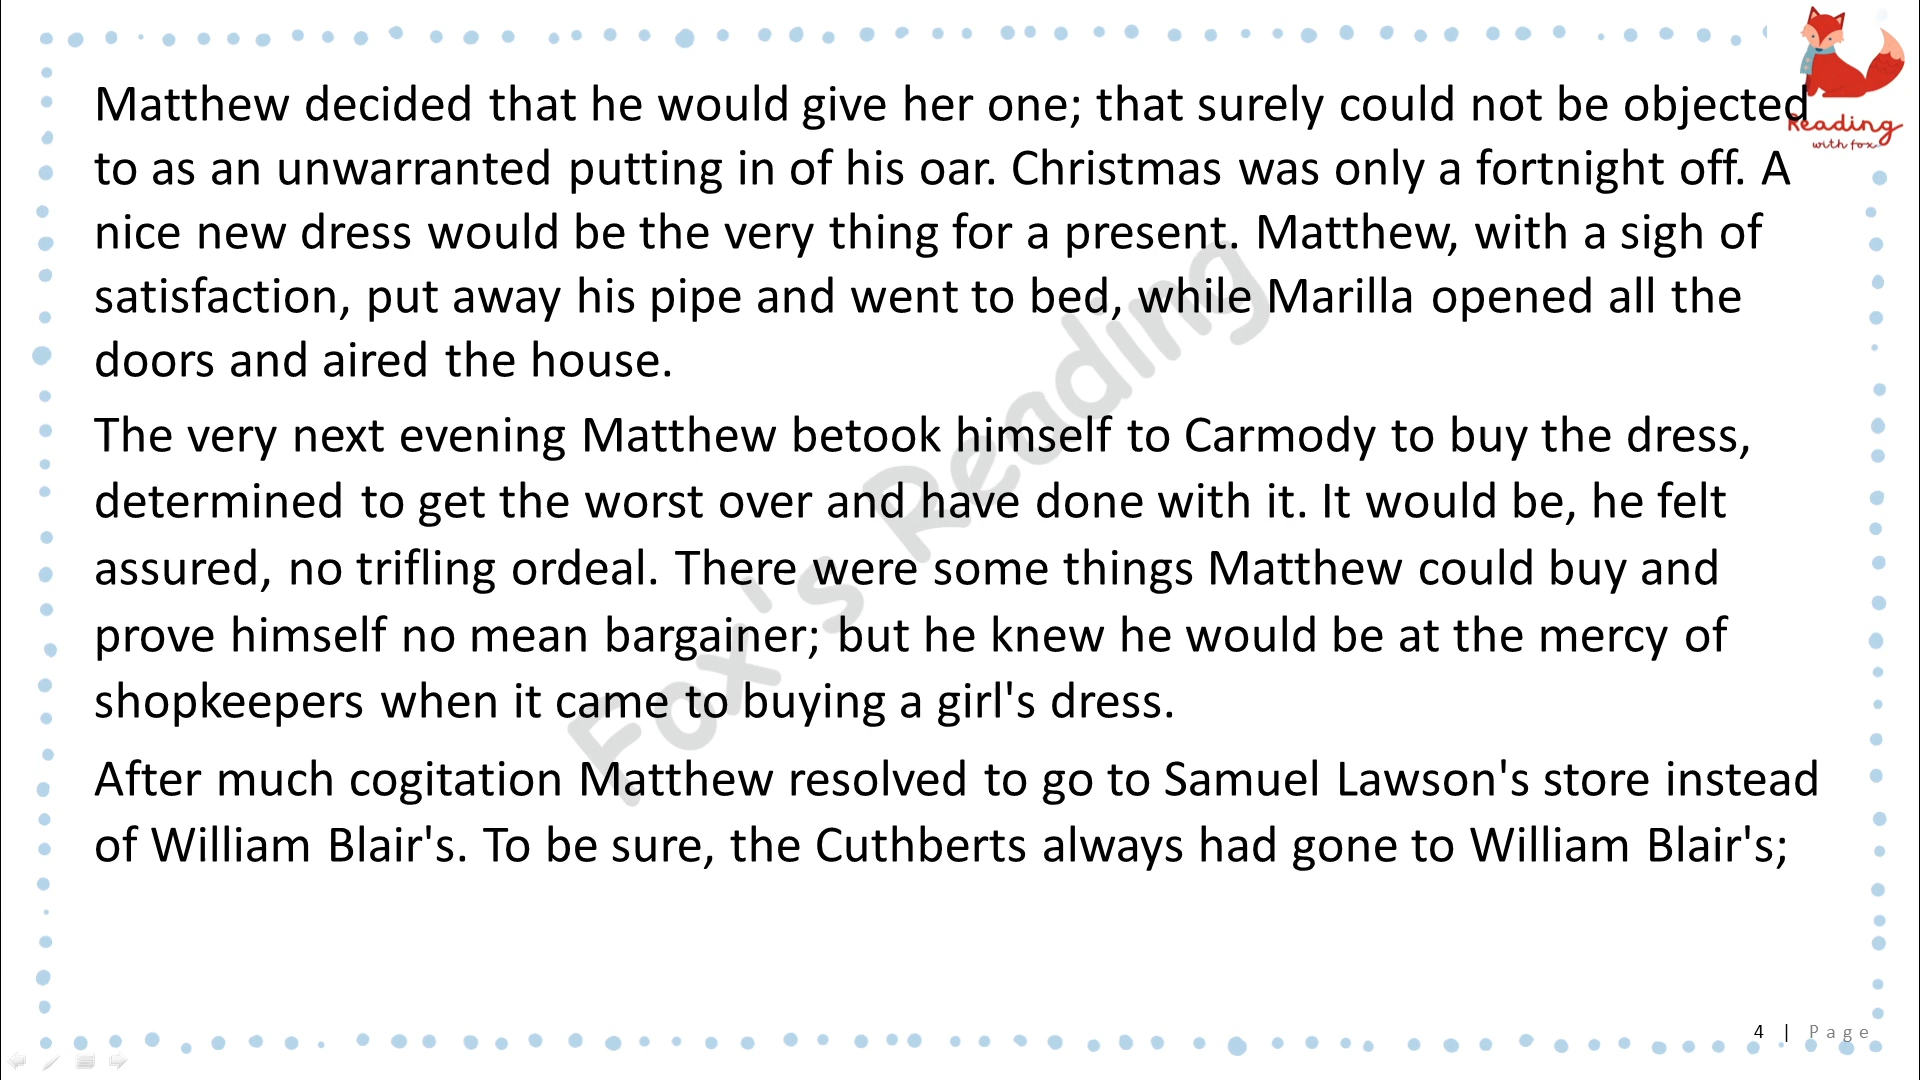 Matthew decided that he would give her one; that surely could not be objected
to as an unwarranted putting in of his oar. Christmas was only a fortnight off. A
nice new dress would be the very thing for a present. Matthew, with a sigh of
satisfaction, put away his pipe and went to bed, while Marilla opened all the
doors and aired the house.
The very next evening Matthew betook himself to Carmody to buy the dress,
determined to get the worst over and have done with it. It would be, he felt
assured, no trifling ordeal. There were some things Matthew could buy and
prove himself no mean bargainer; but he knew he would be at the mercy of
shopkeepers when it came to buying a girl's dress.
After much cogitation Matthew resolved to go to Samuel Lawson's store instead
of William Blair's. To be sure, the Cuthberts always had gone to William Blair's;
Reading
with fox
Fox's Reading
4 | Page